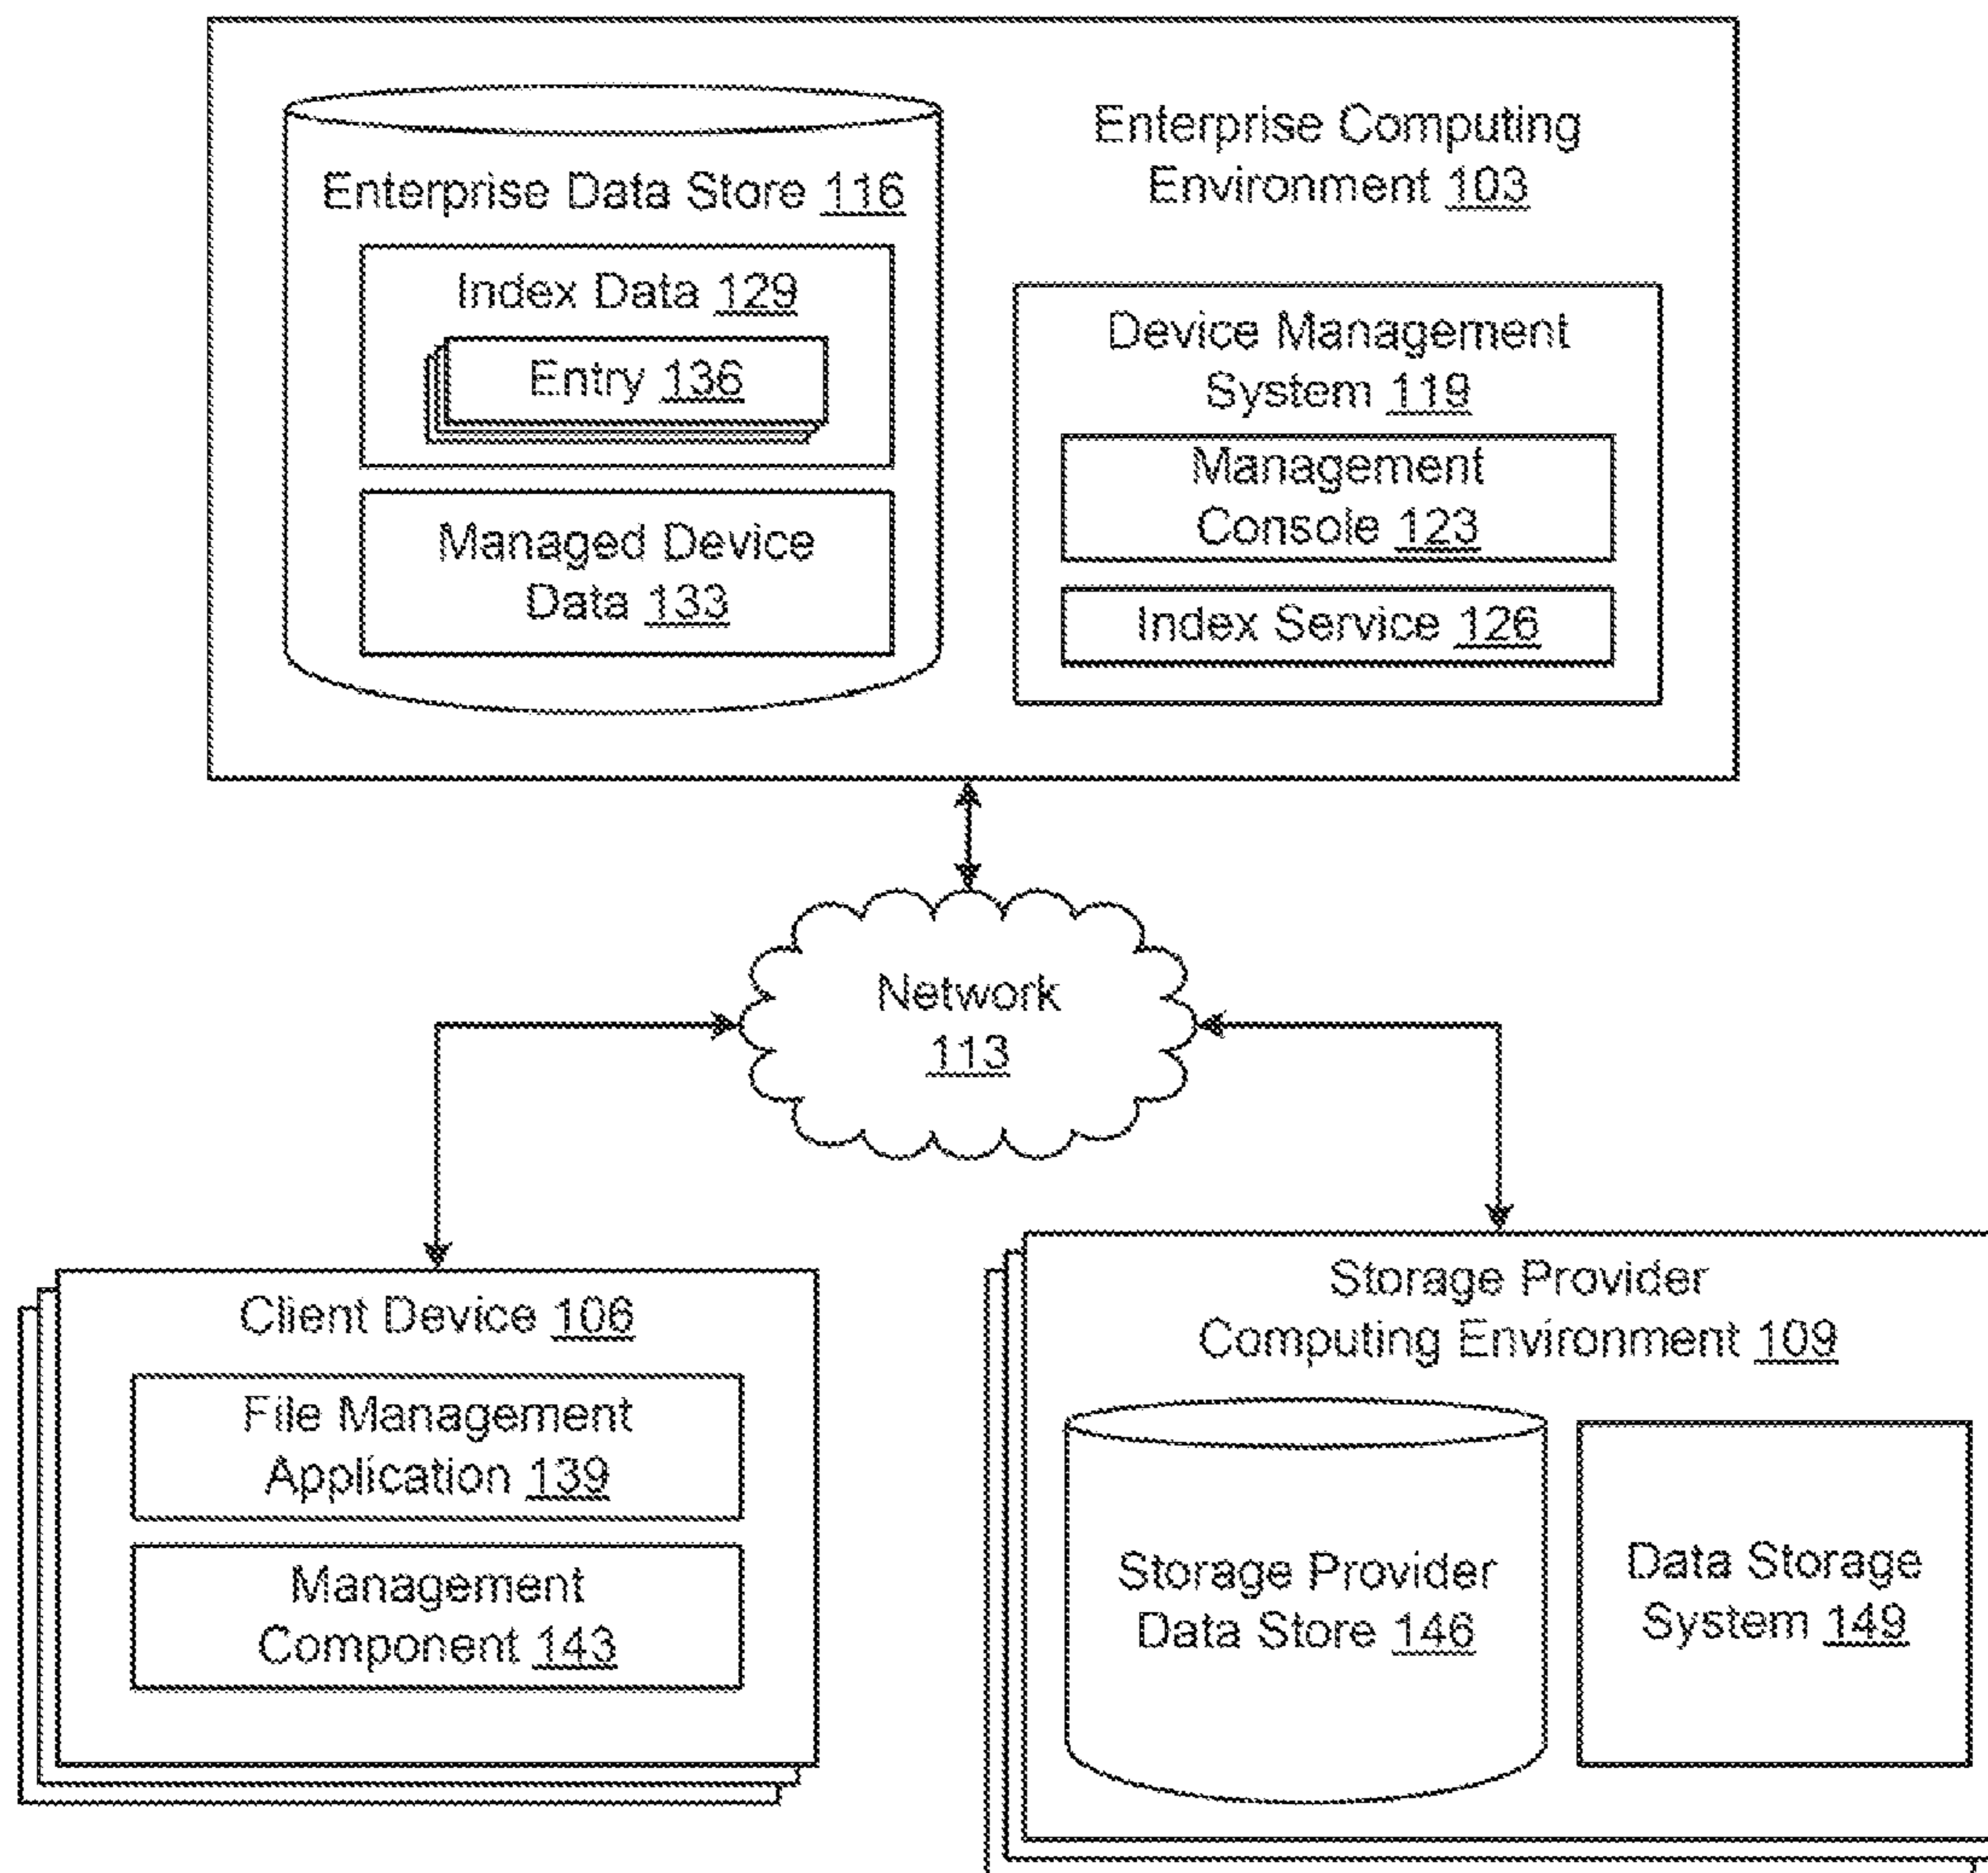 Enterprise Computing
Environment 103
Enterprise Data Store 116
Index Data 129
Entry 136
Managed Device
Data 133
Device Management
System 119
Management
Console 123
Index Service 126
Network
113
Client Device 106
File Management
Application 139
Management
Component 143
Storage Provider
Computing Environment 109
Storage Provider
Data Store 146
Data Storage
System 149